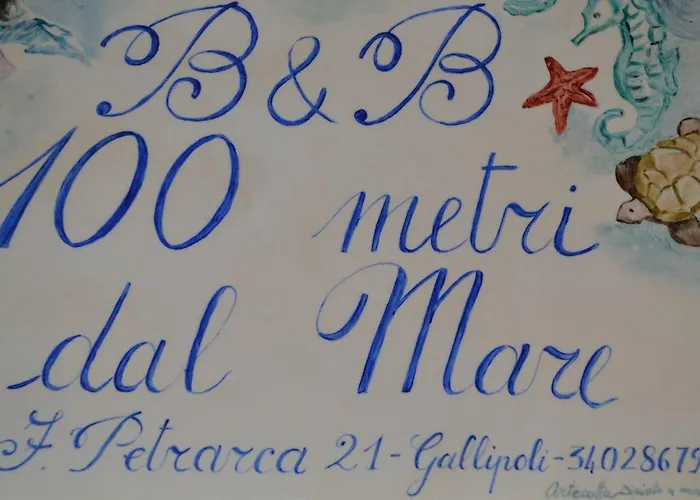 B & B
100 metri
dal Mare
F. Petrarca 21-Gallipoli-34028679